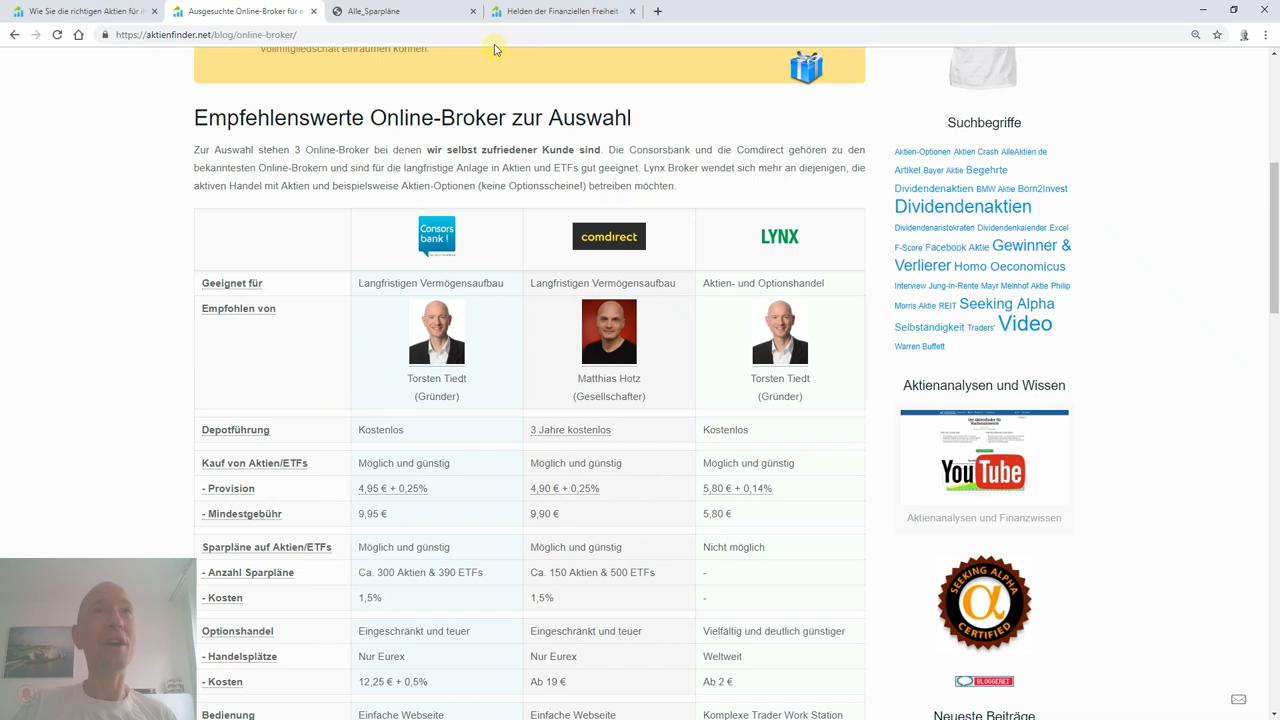 Wie Sie die richtigen Aktien für ih
Ausgesuchte Online-Broker für e
Alle_Sparpläne
Helden der Finanziellen Freiheit
https://aktienfinder.net/blog/online-broker/
Vollmitgliedschaft einräumen können.
Empfehlenswerte Online-Broker zur Auswahl
Zur Auswahl stehen 3 Online-Broker bei denen wir selbst zufriedener Kunde sind. Die Consorsbank und die Comdirect gehören zu den
bekanntesten Online-Brokern und sind für die langfristige Anlage in Aktien und ETFs gut geeignet. Lynx Broker wendet sich mehr an diejenigen, die
aktiven Handel mit Aktien und beispielsweise Aktien-Optionen (keine Optionsscheine!) betreiben möchten.
Consors bank ! comdirect LYNX
Geeignet für Langfristigen Vermögensaufbau Langfristigen Vermögensaufbau Aktien- und Optionshandel
Empfohlen von
Torsten Tiedt Matthias Hotz Torsten Tiedt
(Gründer) (Gesellschafter) (Gründer)
Depotführung Kostenlos 3 Jahre kostenlos Kostenlos
Kauf von Aktien/ETFs Möglich und günstig Möglich und günstig Möglich und günstig
- Provision 4,95 € + 0,25% 4,90 € + 0,25% 5,80 € + 0,14%
- Mindestgebühr 9,95 € 9,90 € 5,80 €
Sparpläne auf Aktien/ETFs Möglich und günstig Möglich und günstig Nicht möglich
- Anzahl Sparpläne Ca. 300 Aktien & 390 ETFs Ca. 150 Aktien & 500 ETFs -
- Kosten 1,5% 1,5% -
Optionshandel Eingeschränkt und teuer Eingeschränkt und teuer Vielfältig und deutlich günstiger
- Handelsplätze Nur Eurex Nur Eurex Weltweit
- Kosten 12,25 € + 0,5% Ab 19 € Ab 2 €
Bedienung Einfache Webseite Einfache Webseite Komplexe Trader Work Station
Suchbegriffe
Aktien-Optionen Aktien Crash AlleAktien.de
Artikel Bayer Aktie Begehrte
Dividendenaktien BMW Aktie Born2Invest
Dividendenaktien
Dividendenaristokraten Dividendenkalender Excel
F-Score Facebook Aktie Gewinner &
Verlierer Homo Oeconomicus
Interview Jung-In-Rente Mayr Melnhof Aktie Philip
Morris Aktie REIT Seeking Alpha
Selbständigkeit Traders' Video
Warren Buffett
Aktienanalysen und Wissen
YouTube
Aktienanalysen und Finanzwissen
SEEKING ALPHA
α
CERTIFIED
BLOGGEREI
Neueste Beiträge